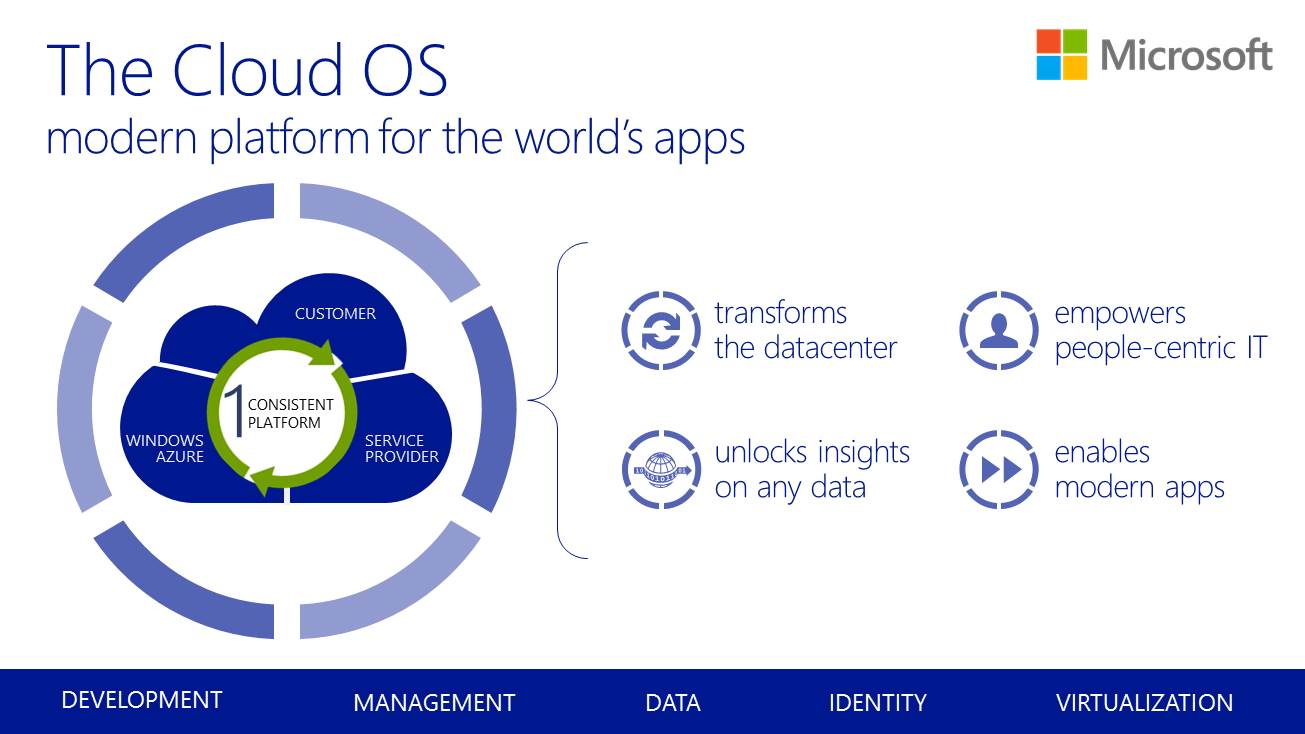 The Cloud OS
modern platform for the world's apps
Microsoft
CUSTOMER
1 CONSISTENT
PLATFORM
WINDOWS
AZURE
SERVICE
PROVIDER
transforms
the datacenter
empowers
people-centric IT
unlocks insights
on any data
enables
modern apps
DEVELOPMENT
MANAGEMENT
DATA
IDENTITY
VIRTUALIZATION